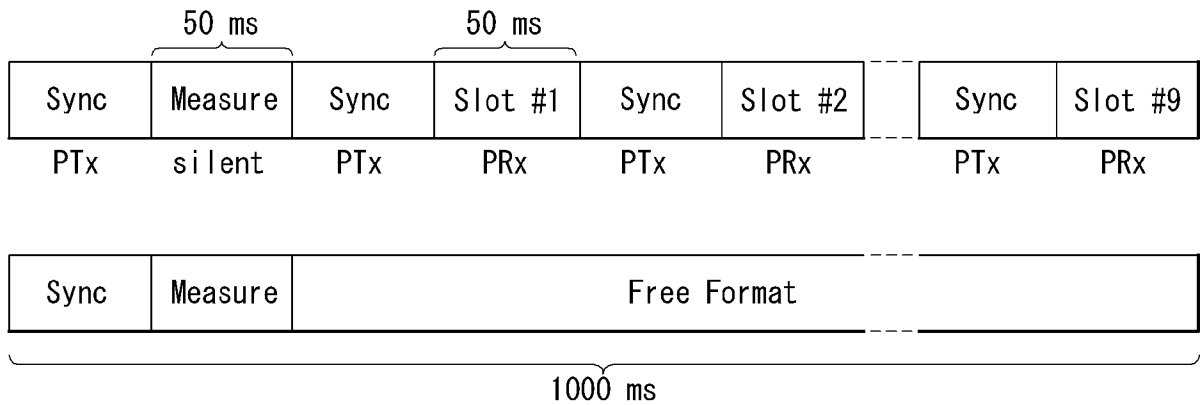 50 ms 50 ms
Sync Measure Sync Slot #1 Sync Slot #2 Sync Slot #9
PTx silent PTx PRx PTx PRx PTx PRx
Sync Measure Free Format
1000 ms